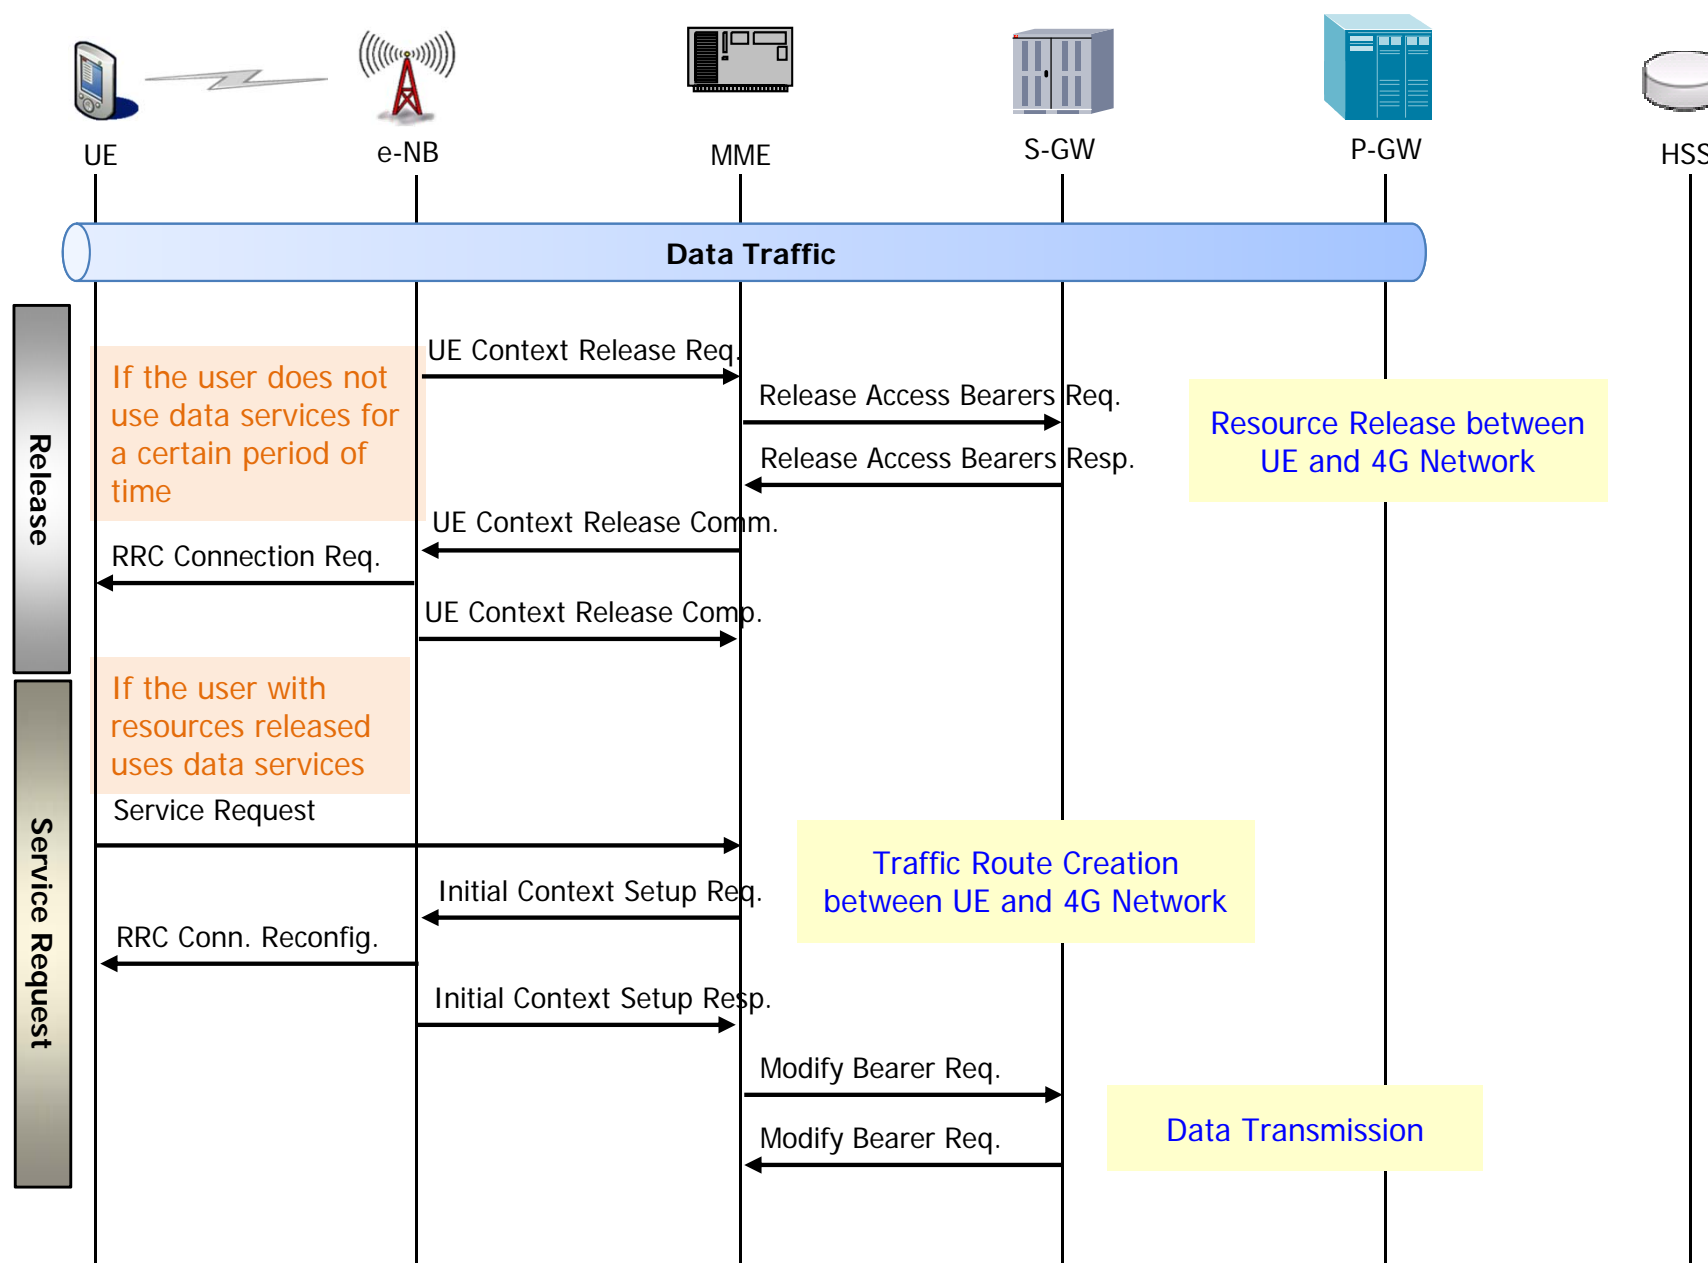 UE
e-NB
MME
S-GW
P-GW
HSS
Data Traffic
Release
If the user does not
use data services for
a certain period of
time
UE Context Release Req.
Release Access Bearers Req.
Release Access Bearers Resp.
Resource Release between
UE and 4G Network
UE Context Release Comm.
RRC Connection Req.
UE Context Release Comp.
Service Request
If the user with
resources released
uses data services
Service Request
Traffic Route Creation
between UE and 4G Network
Initial Context Setup Req.
RRC Conn. Reconfig.
Initial Context Setup Resp.
Modify Bearer Req.
Data Transmission
Modify Bearer Req.